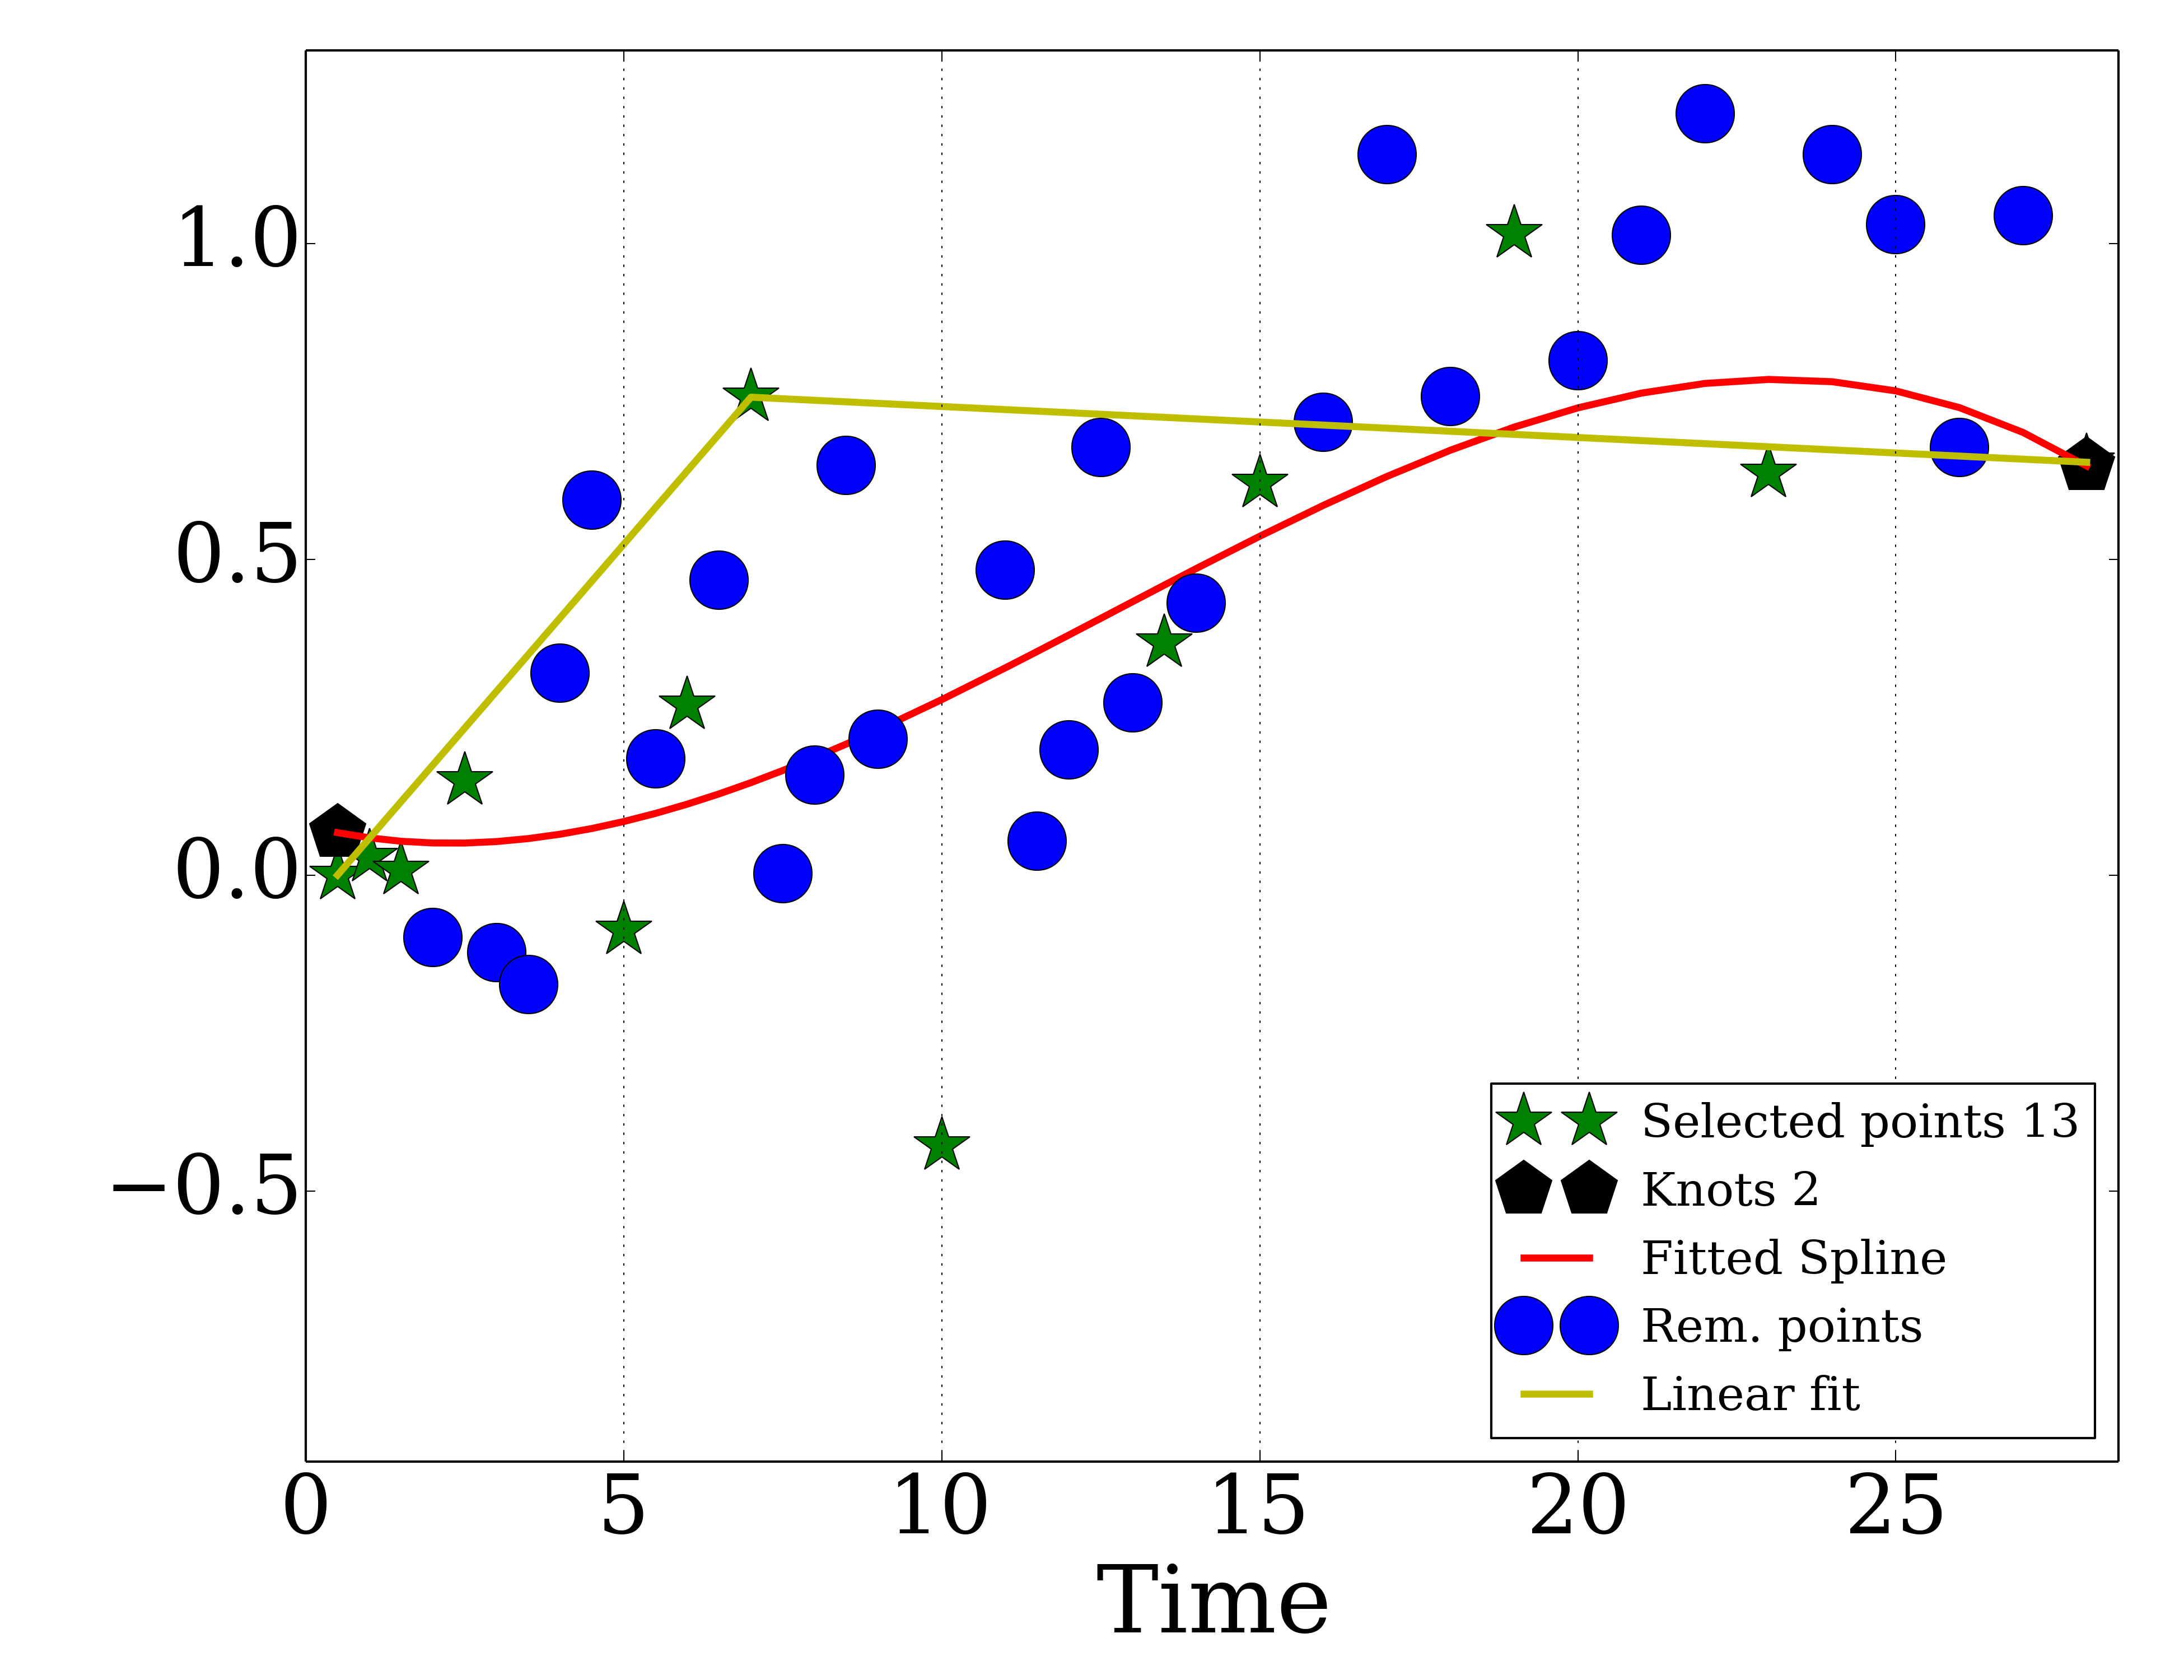 1.0
0.5
0.0
−0.5
Selected points 13
Knots 2
Fitted Spline
Rem. points
Linear fit
0 5 10 15 20 25
Time